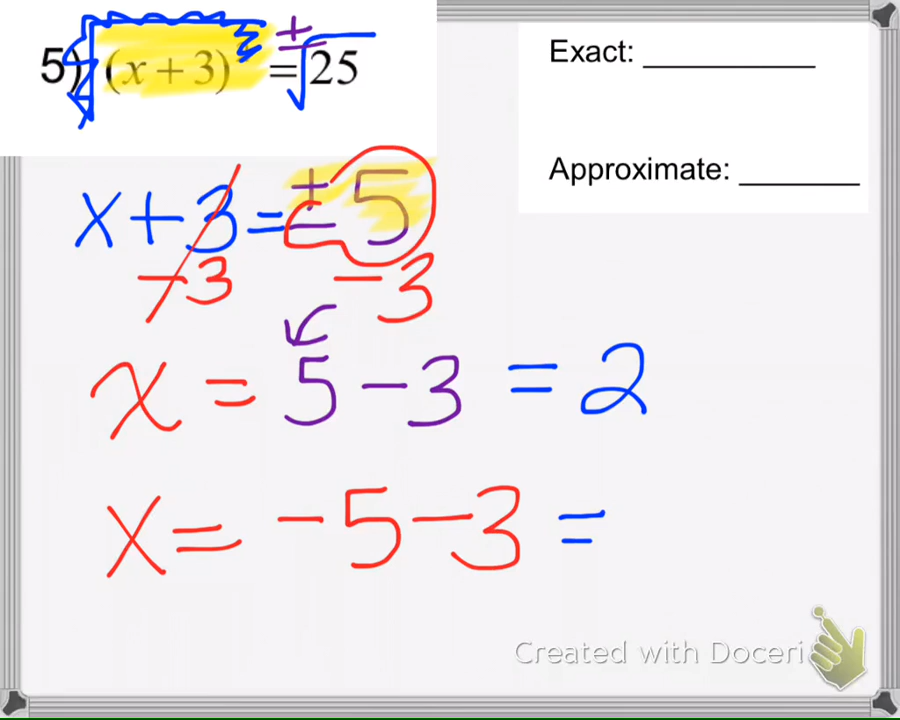 5) √(x + 3)² = ±√25
Exact: __________
Approximate: _______
x + 3 = ± 5
-3 -3
x = 5 - 3 = 2
x = -5 - 3 =
Created with Doceri